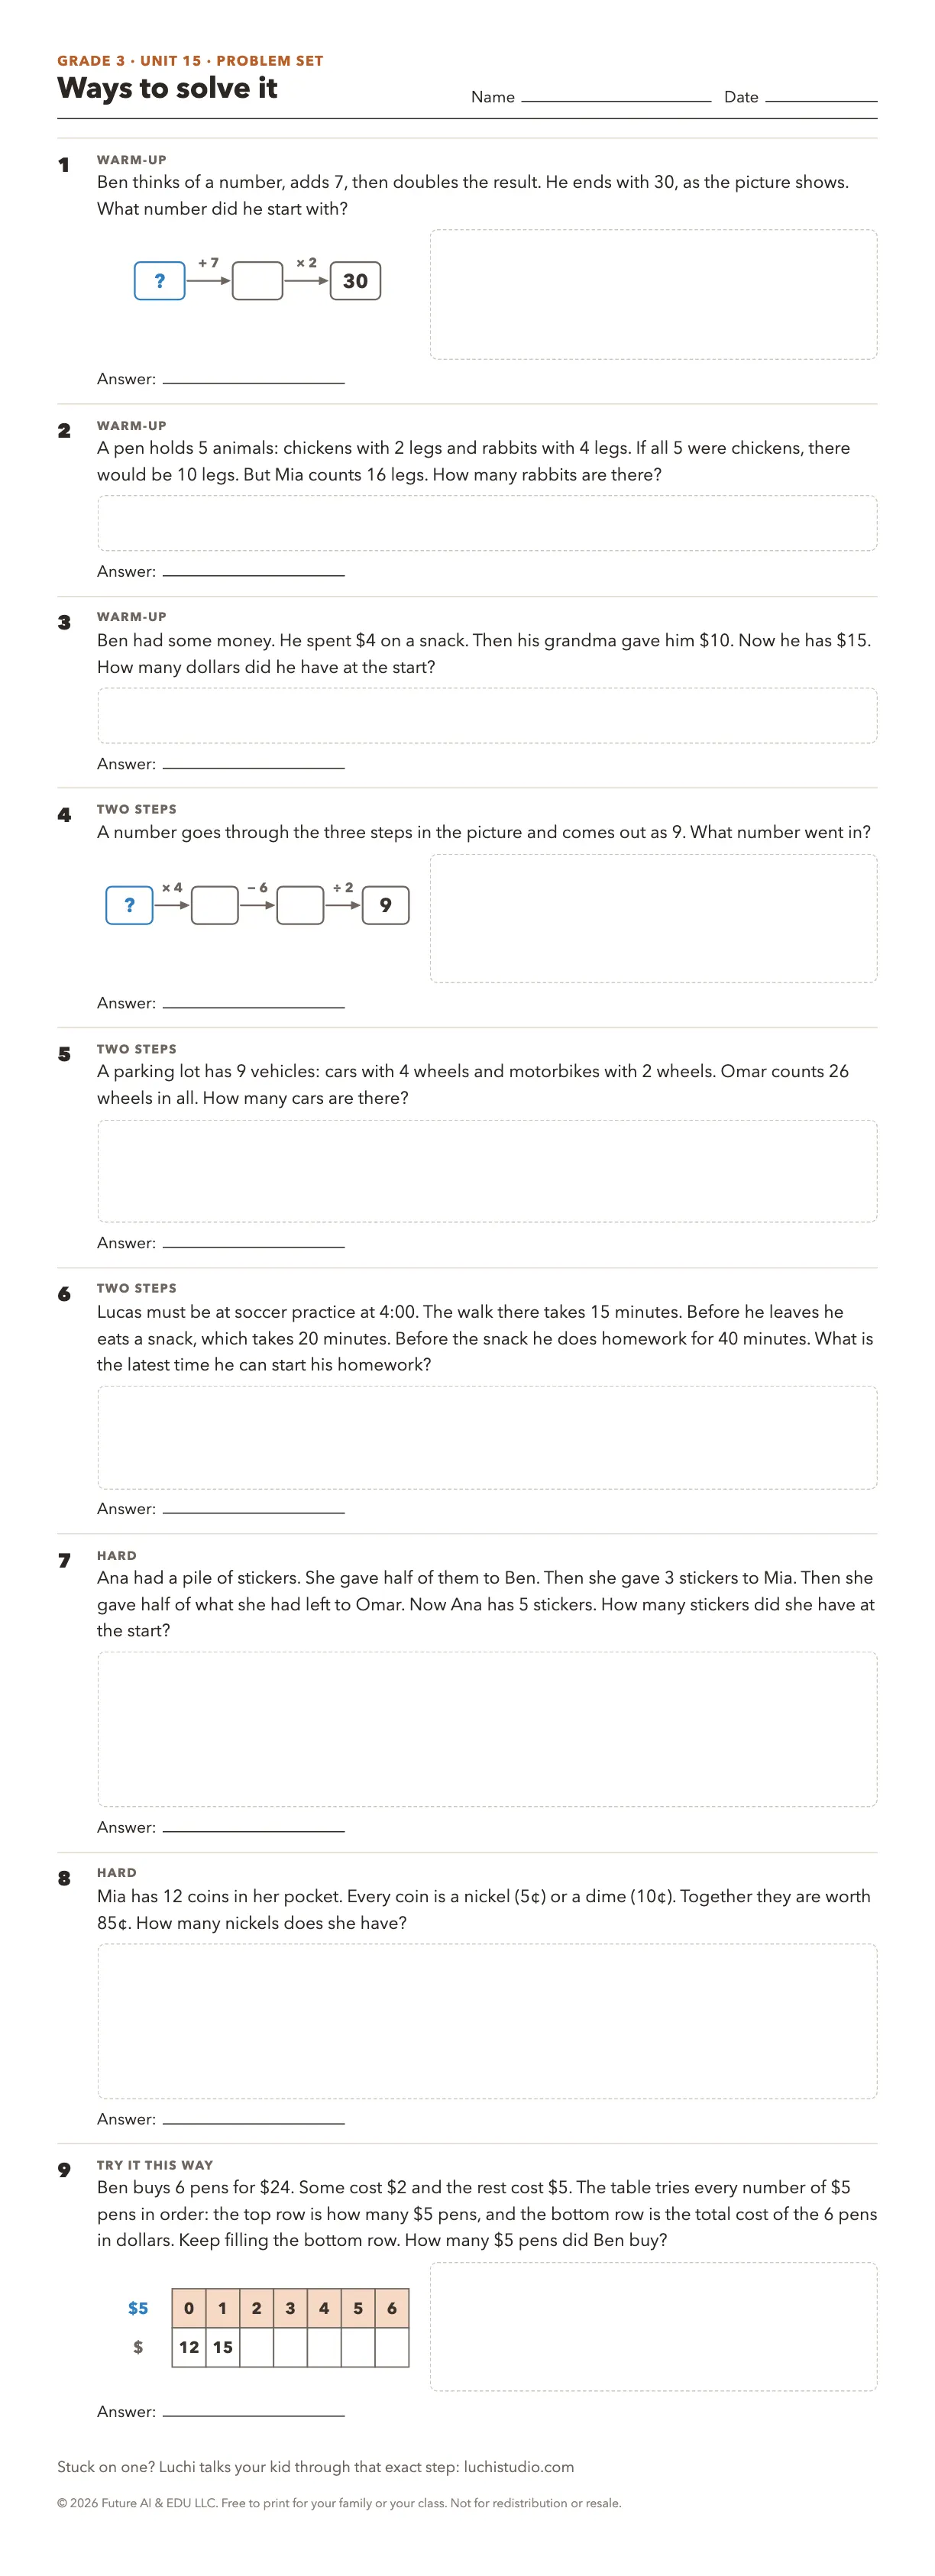 GRADE 3 · UNIT 15 · PROBLEM SET
Ways to solve it
Name Date
1
WARM-UP
Ben thinks of a number, adds 7, then doubles the result. He ends with 30, as the picture shows.
What number did he start with?
+ 7 × 2
? 30
Answer:
2
WARM-UP
A pen holds 5 animals: chickens with 2 legs and rabbits with 4 legs. If all 5 were chickens, there
would be 10 legs. But Mia counts 16 legs. How many rabbits are there?
Answer:
3
WARM-UP
Ben had some money. He spent $4 on a snack. Then his grandma gave him $10. Now he has $15.
How many dollars did he have at the start?
Answer:
4
TWO STEPS
A number goes through the three steps in the picture and comes out as 9. What number went in?
× 4 − 6 ÷ 2
? 9
Answer:
5
TWO STEPS
A parking lot has 9 vehicles: cars with 4 wheels and motorbikes with 2 wheels. Omar counts 26
wheels in all. How many cars are there?
Answer:
6
TWO STEPS
Lucas must be at soccer practice at 4:00. The walk there takes 15 minutes. Before he leaves he
eats a snack, which takes 20 minutes. Before the snack he does homework for 40 minutes. What is
the latest time he can start his homework?
Answer:
7
HARD
Ana had a pile of stickers. She gave half of them to Ben. Then she gave 3 stickers to Mia. Then she
gave half of what she had left to Omar. Now Ana has 5 stickers. How many stickers did she have at
the start?
Answer:
8
HARD
Mia has 12 coins in her pocket. Every coin is a nickel (5¢) or a dime (10¢). Together they are worth
85¢. How many nickels does she have?
Answer:
9
TRY IT THIS WAY
Ben buys 6 pens for $24. Some cost $2 and the rest cost $5. The table tries every number of $5
pens in order: the top row is how many $5 pens, and the bottom row is the total cost of the 6 pens
in dollars. Keep filling the bottom row. How many $5 pens did Ben buy?
$5 0 1 2 3 4 5 6
$ 12 15
Answer:
Stuck on one? Luchi talks your kid through that exact step: luchistudio.com
© 2026 Future AI & EDU LLC. Free to print for your family or your class. Not for redistribution or resale.